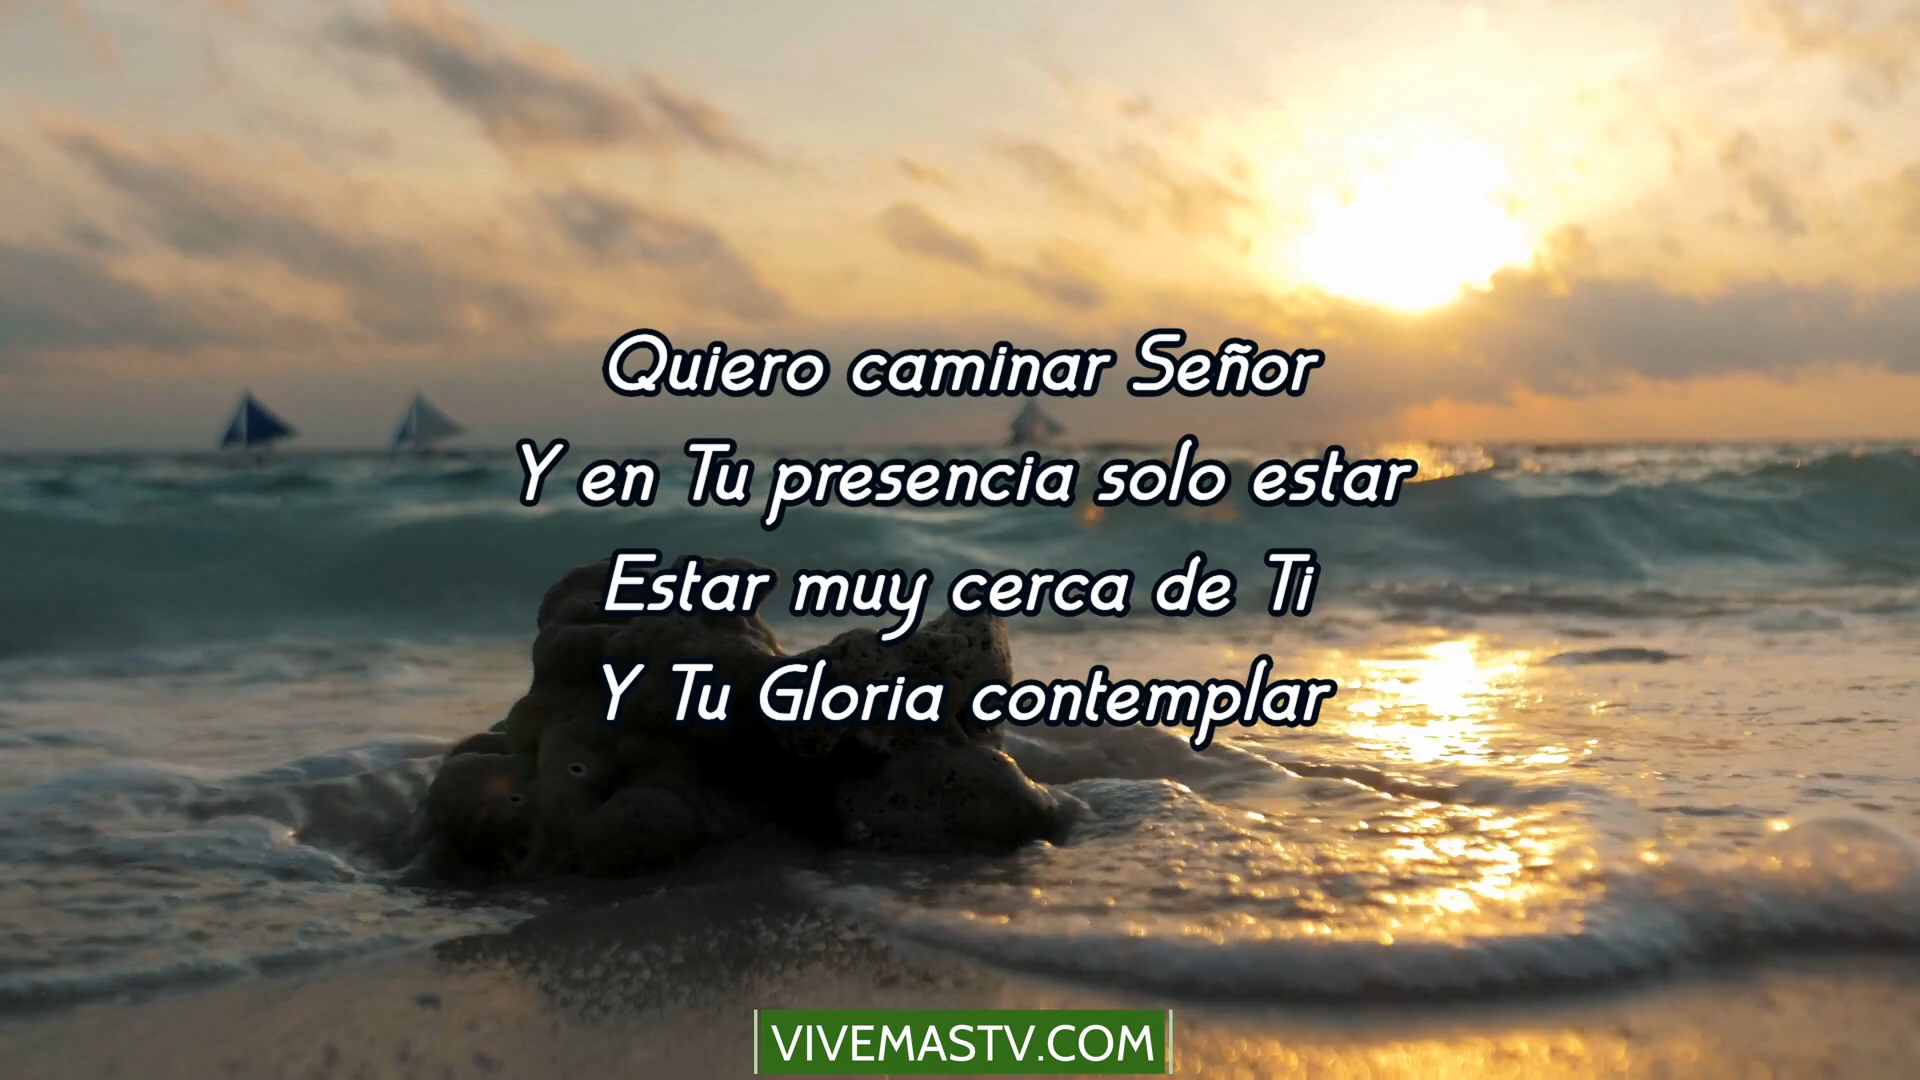 Quiero caminar Señor
Y en Tu presencia solo estar
Estar muy cerca de Ti
Y Tu Gloria contemplar
VIVEMASTV.COM